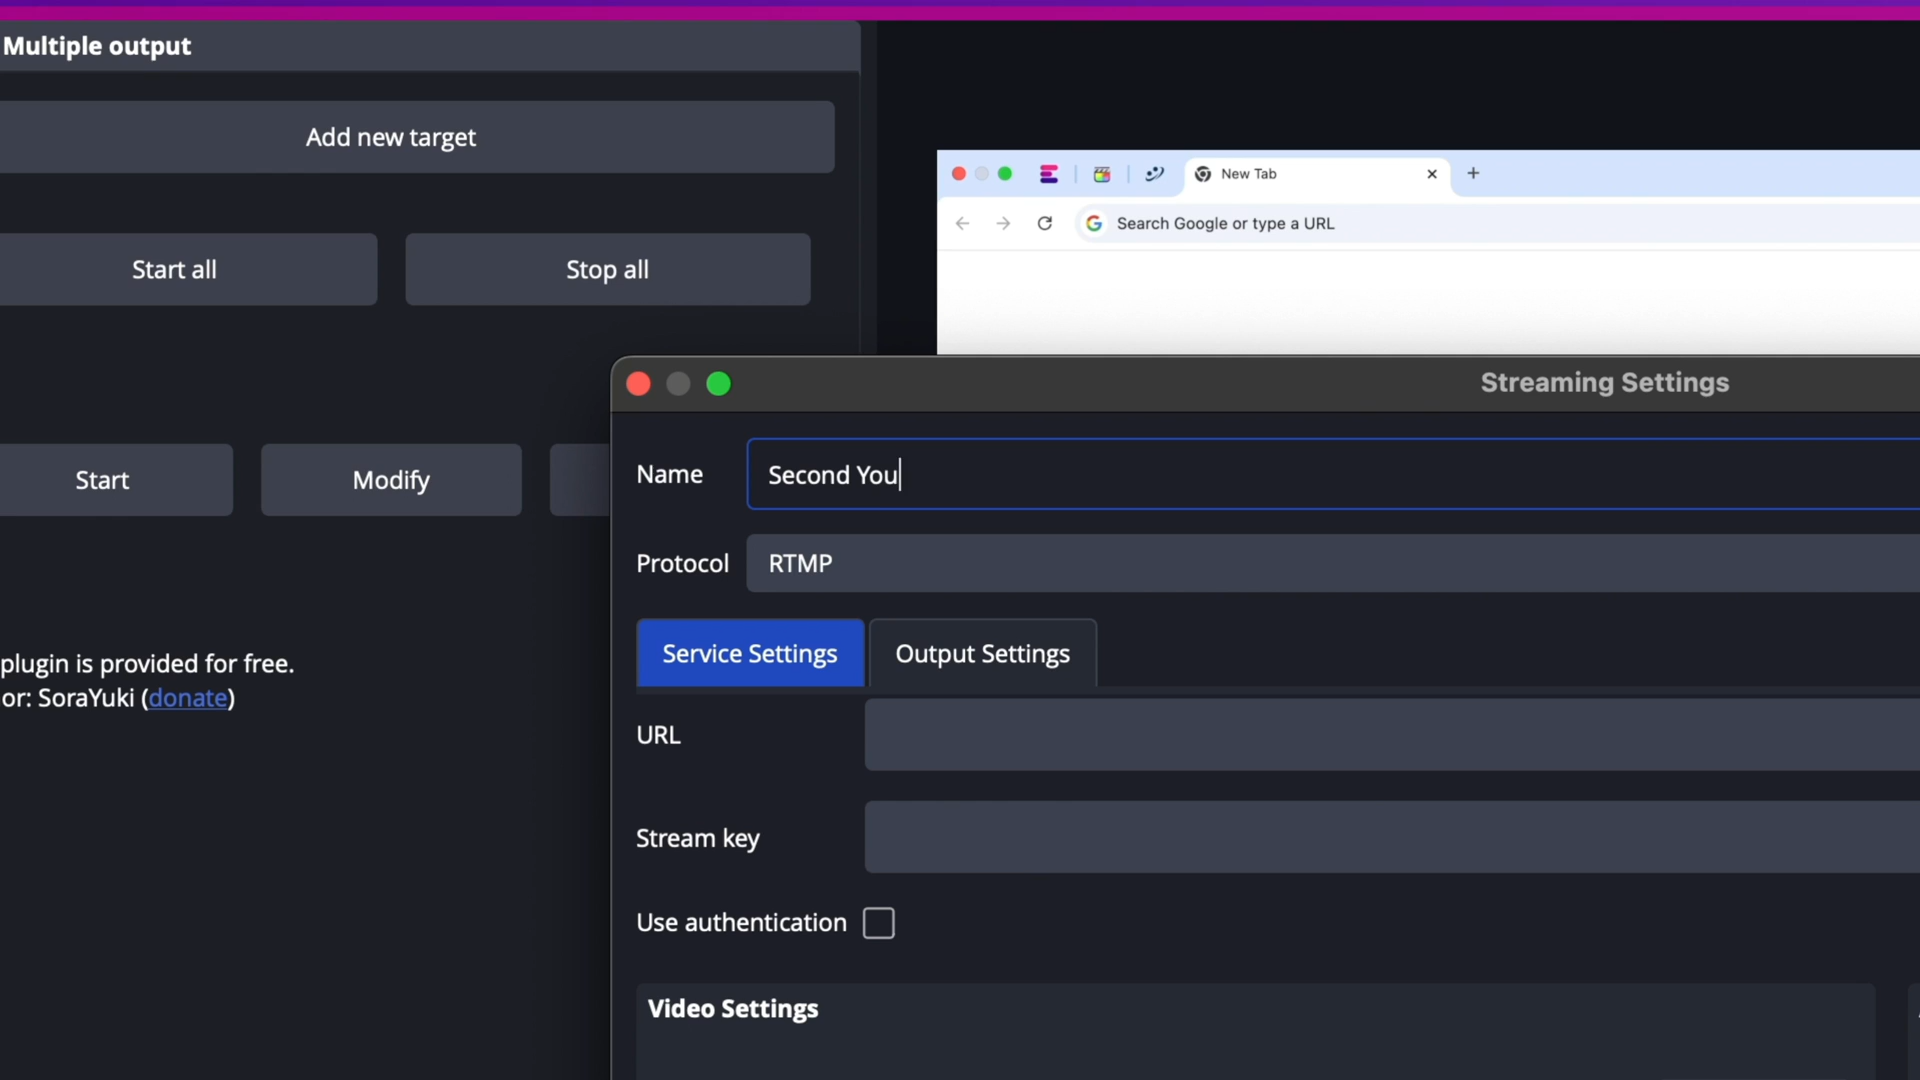 Multiple output
Add new target
Start all
Stop all
Start
Modify
plugin is provided for free.
or: SoraYuki (donate)
New Tab
Search Google or type a URL
Streaming Settings
Name
Second You
Protocol
RTMP
Service Settings
Output Settings
URL
Stream key
Use authentication
Video Settings